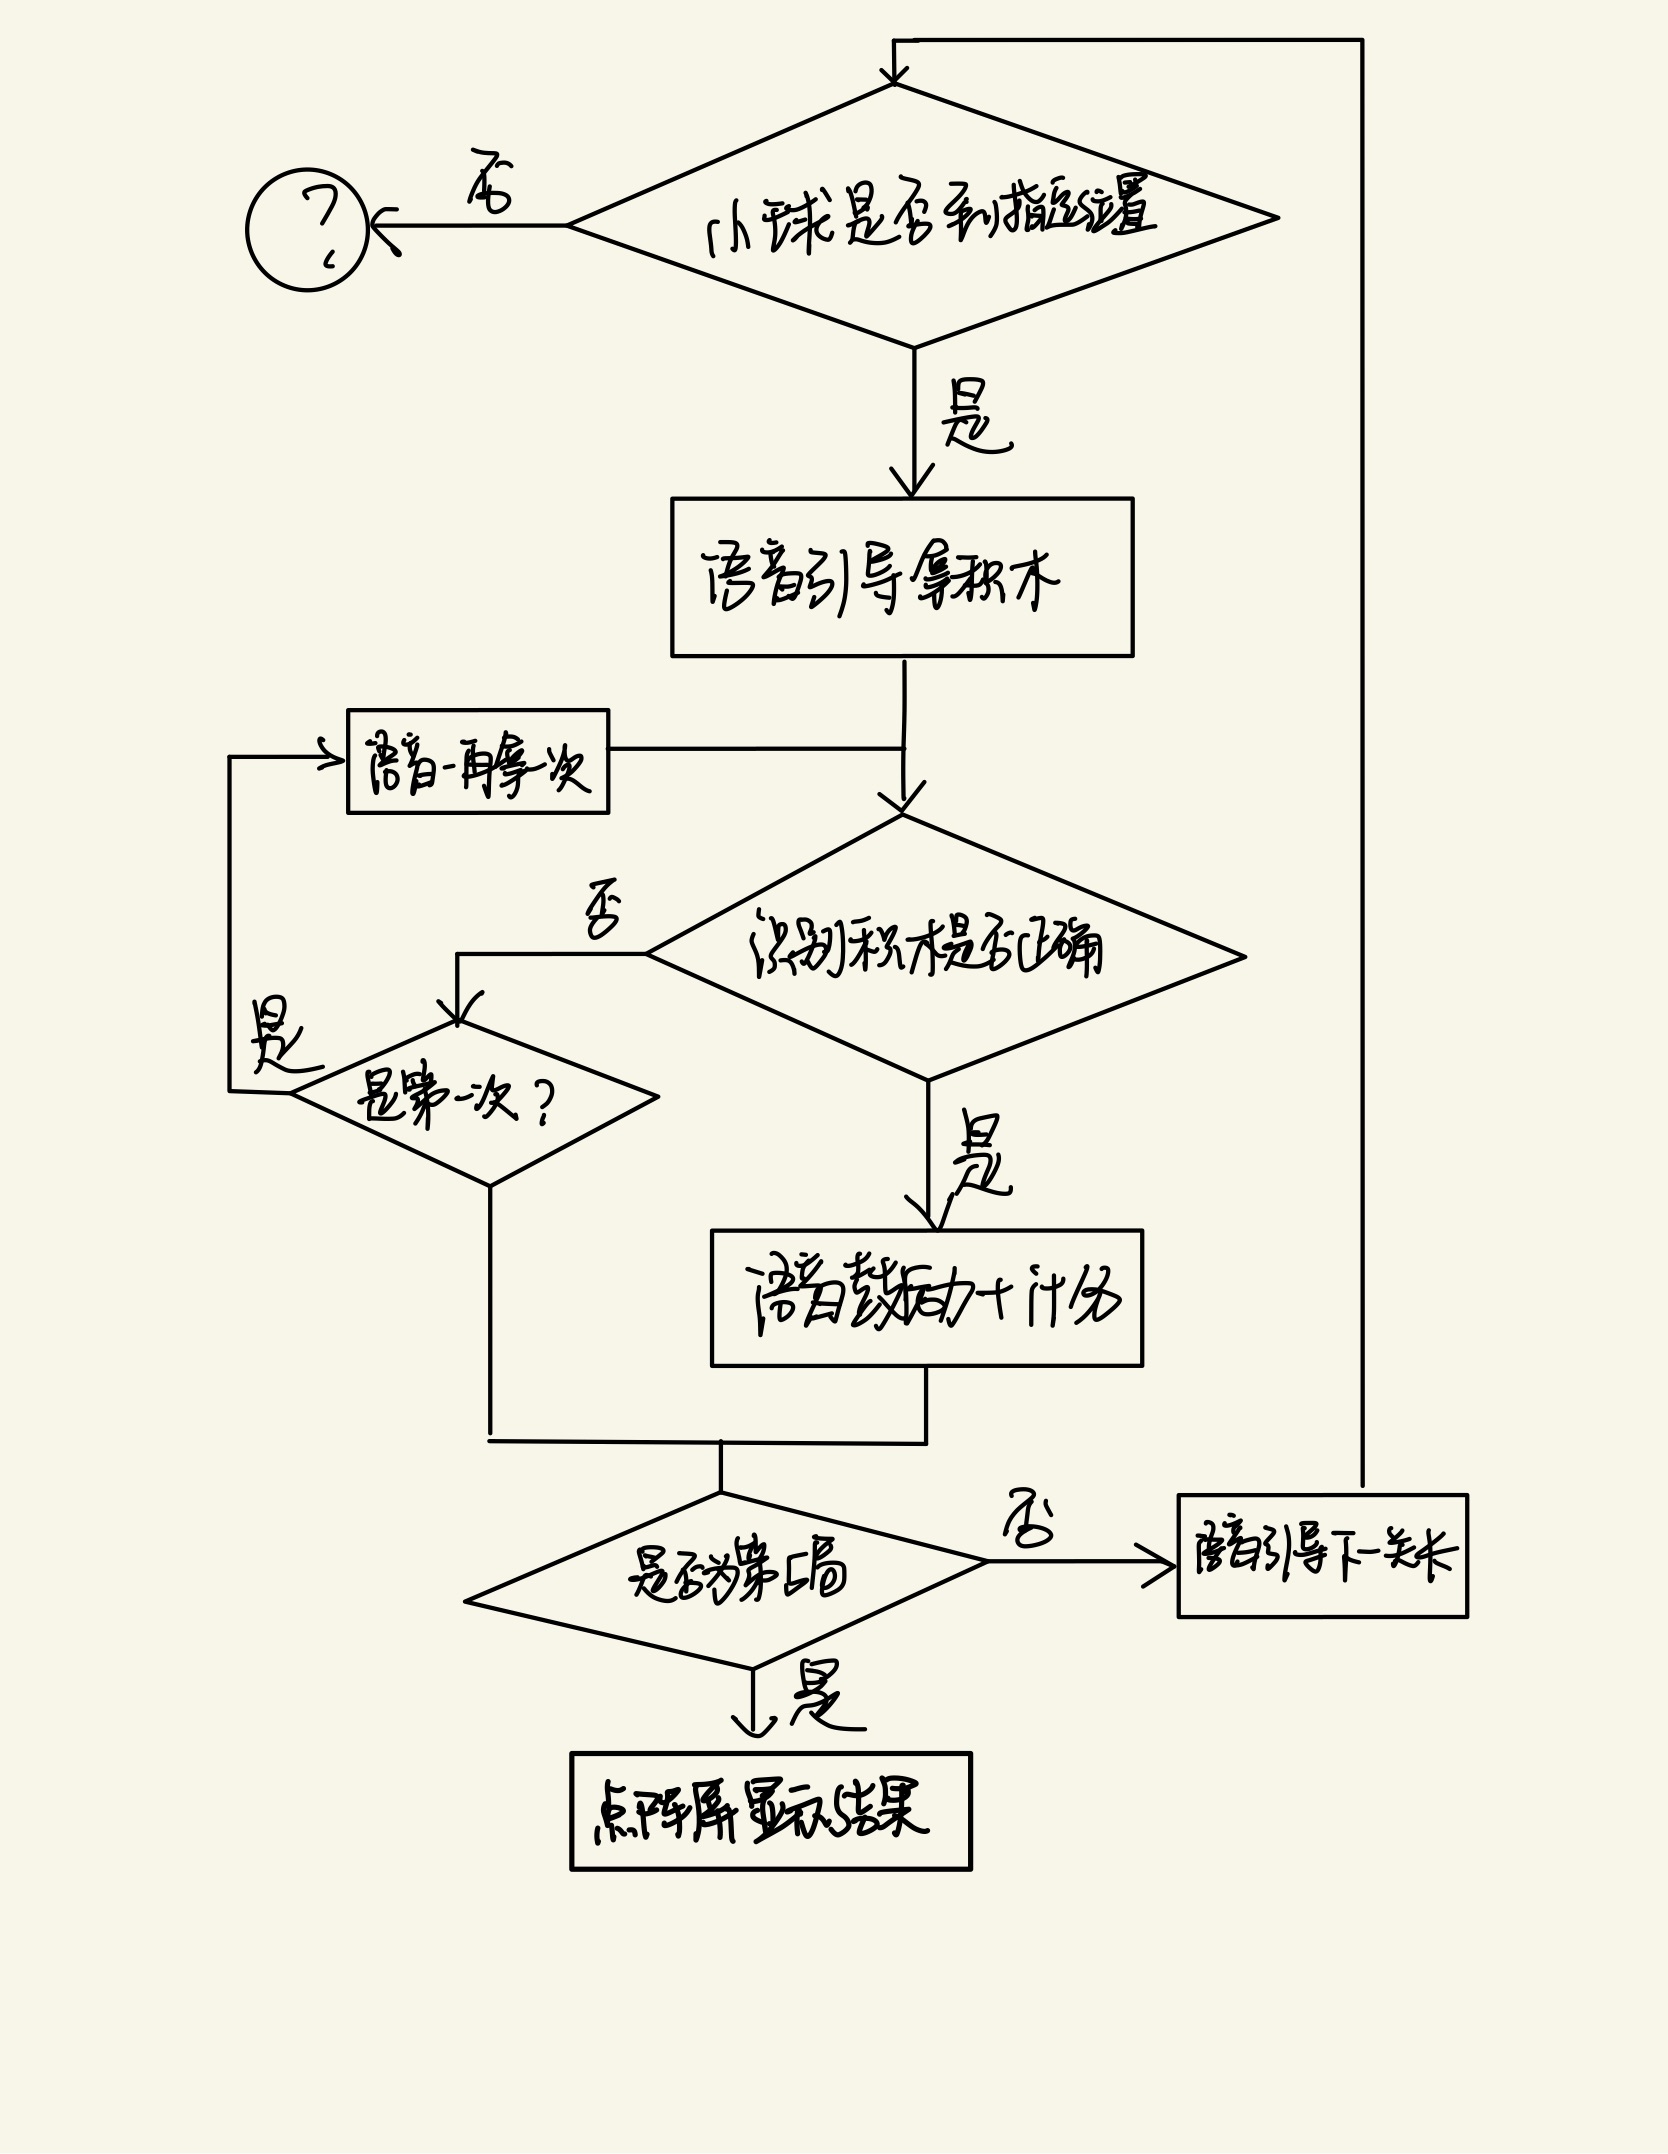 否
?
小球是否到指定位置
是
语音引导拿积木
语音-再拿一次
否
识别积木是否正确
是
是第一次?
是
语音鼓励+计分
否
是否为第四局
语音引导下一关卡
是
点阵屏显示结果